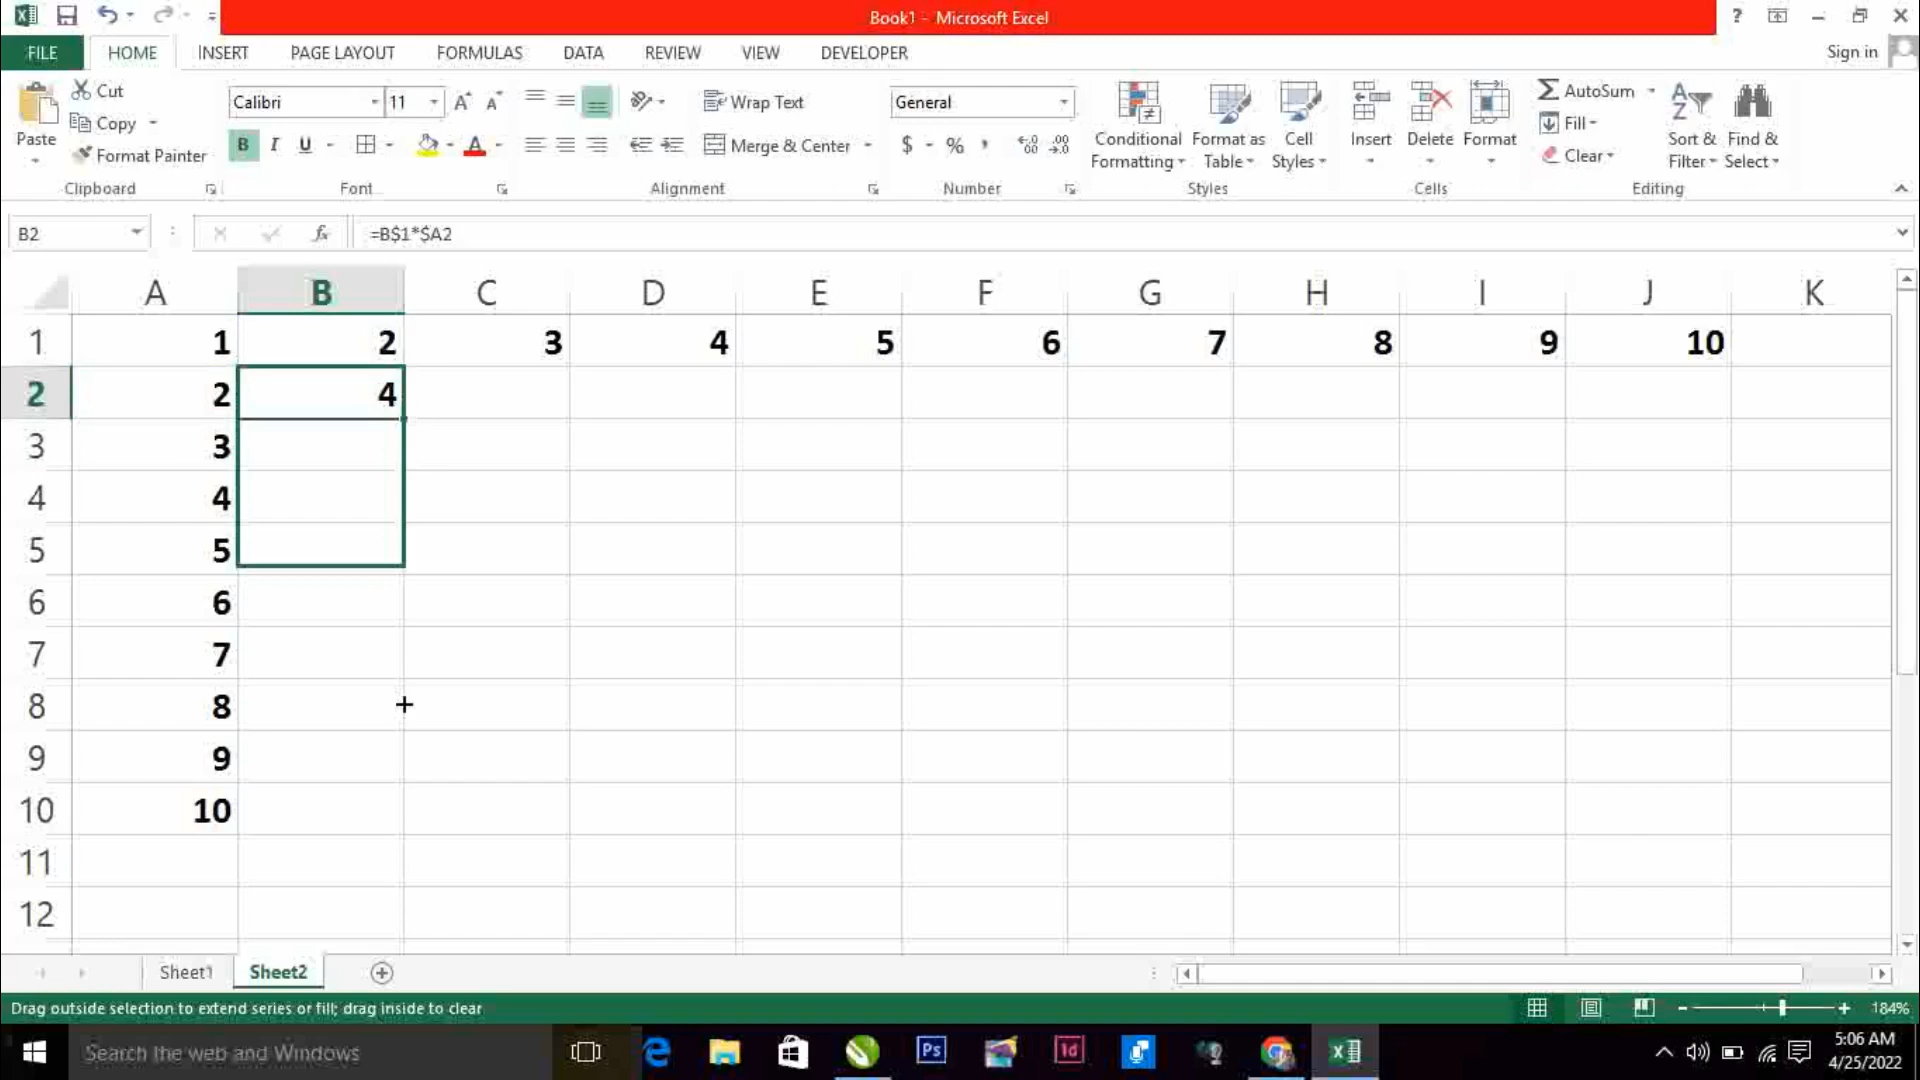 Book1 - Microsoft Excel
?
FILE HOME INSERT PAGE LAYOUT FORMULAS DATA REVIEW VIEW DEVELOPER Sign in
Paste
Cut
Copy
Format Painter
Clipboard
Calibri 11
B I U
Font
Wrap Text
Merge & Center
Alignment
General
$ % ,
Number
Conditional Formatting
Format as Table
Cell Styles
Styles
Insert Delete Format
Cells
AutoSum
Fill
Clear
Sort & Filter
Find & Select
Editing
B2 fx =B$1*$A2
A B C D E F G H I J K
1 1 2 3 4 5 6 7 8 9 10
2 2 4
3 3
4 4
5 5
6 6
7 7
8 8
9 9
10 10
11
12
Sheet1 Sheet2
Drag outside selection to extend series or fill; drag inside to clear 184%
Search the web and Windows
Ps
Id
5:06 AM
4/25/2022